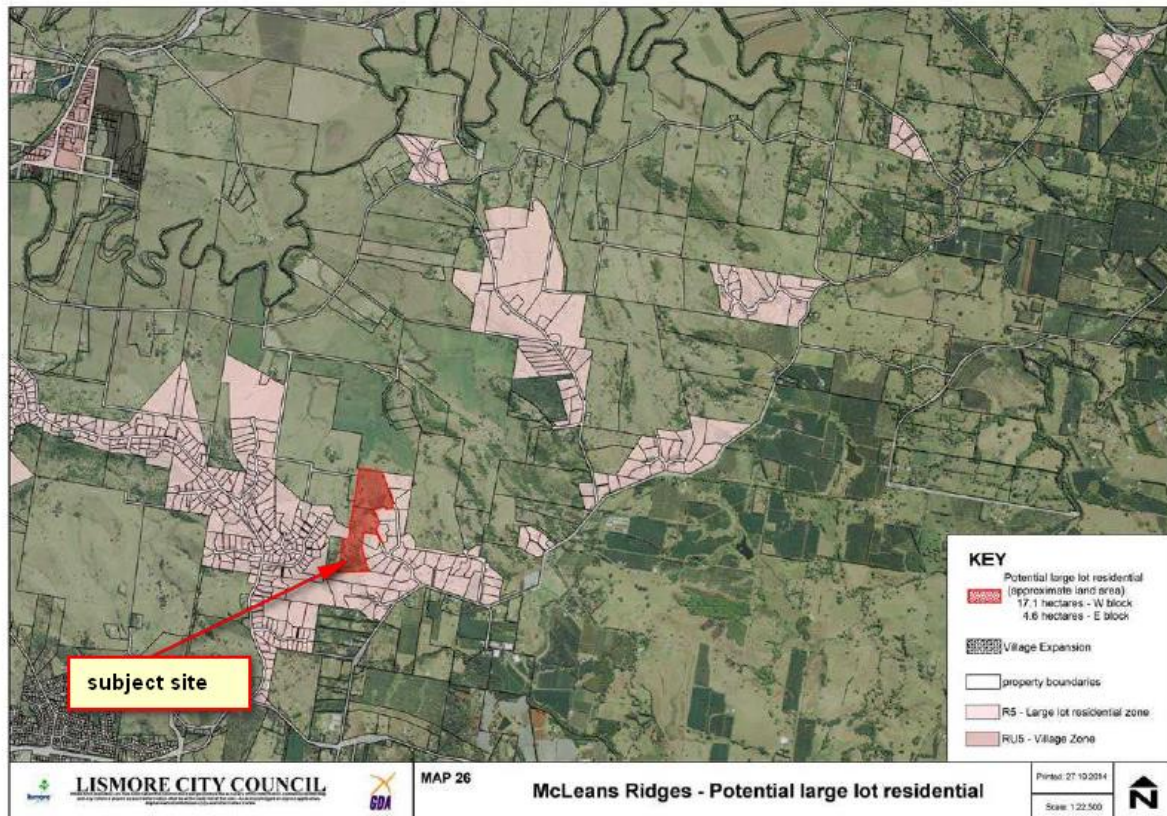 subject site
KEY
Potential large lot residential
(approximate land area)
17.1 hectares - W block
4.6 hectares - E block
Village Expansion
property boundaries
R5 - Large lot residential zone
RU5 - Village Zone
LISMORE CITY COUNCIL
GDA
MAP 26
McLeans Ridges - Potential large lot residential
Printed: 27.10.2014
Scale: 1:22,500
N